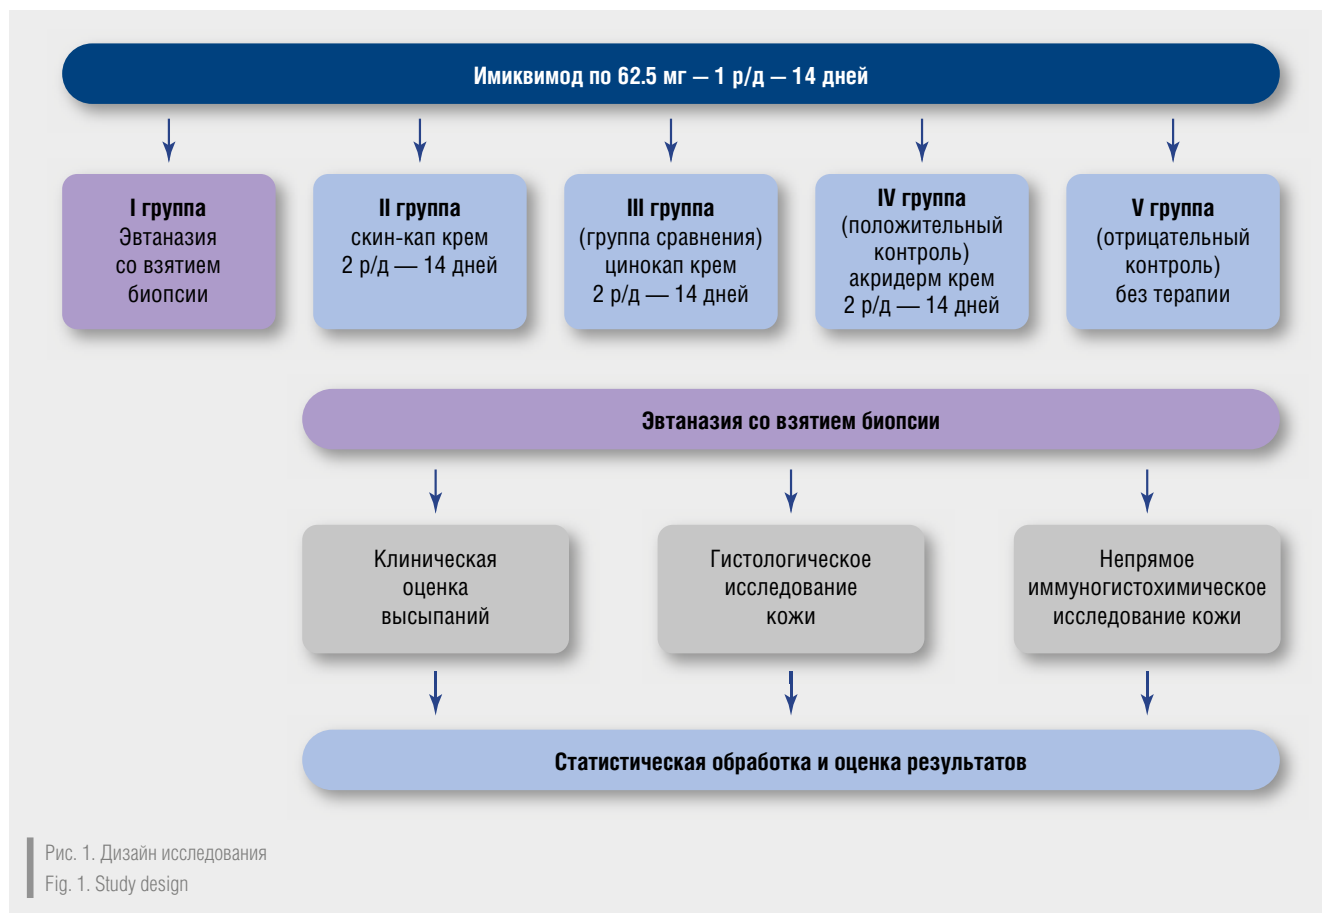 Имиквимод по 62.5 мг — 1 р/д — 14 дней
I группа
Эвтаназия
со взятием
биопсии
II группа
скин-кап крем
2 р/д — 14 дней
III группа
(группа сравнения)
цинокап крем
2 р/д — 14 дней
IV группа
(положительный
контроль)
акридерм крем
2 р/д — 14 дней
V группа
(отрицательный
контроль)
без терапии
Эвтаназия со взятием биопсии
Клиническая
оценка
высыпаний
Гистологическое
исследование
кожи
Непрямое
иммуногистохимическое
исследование кожи
Статистическая обработка и оценка результатов
Рис. 1. Дизайн исследования
Fig. 1. Study design